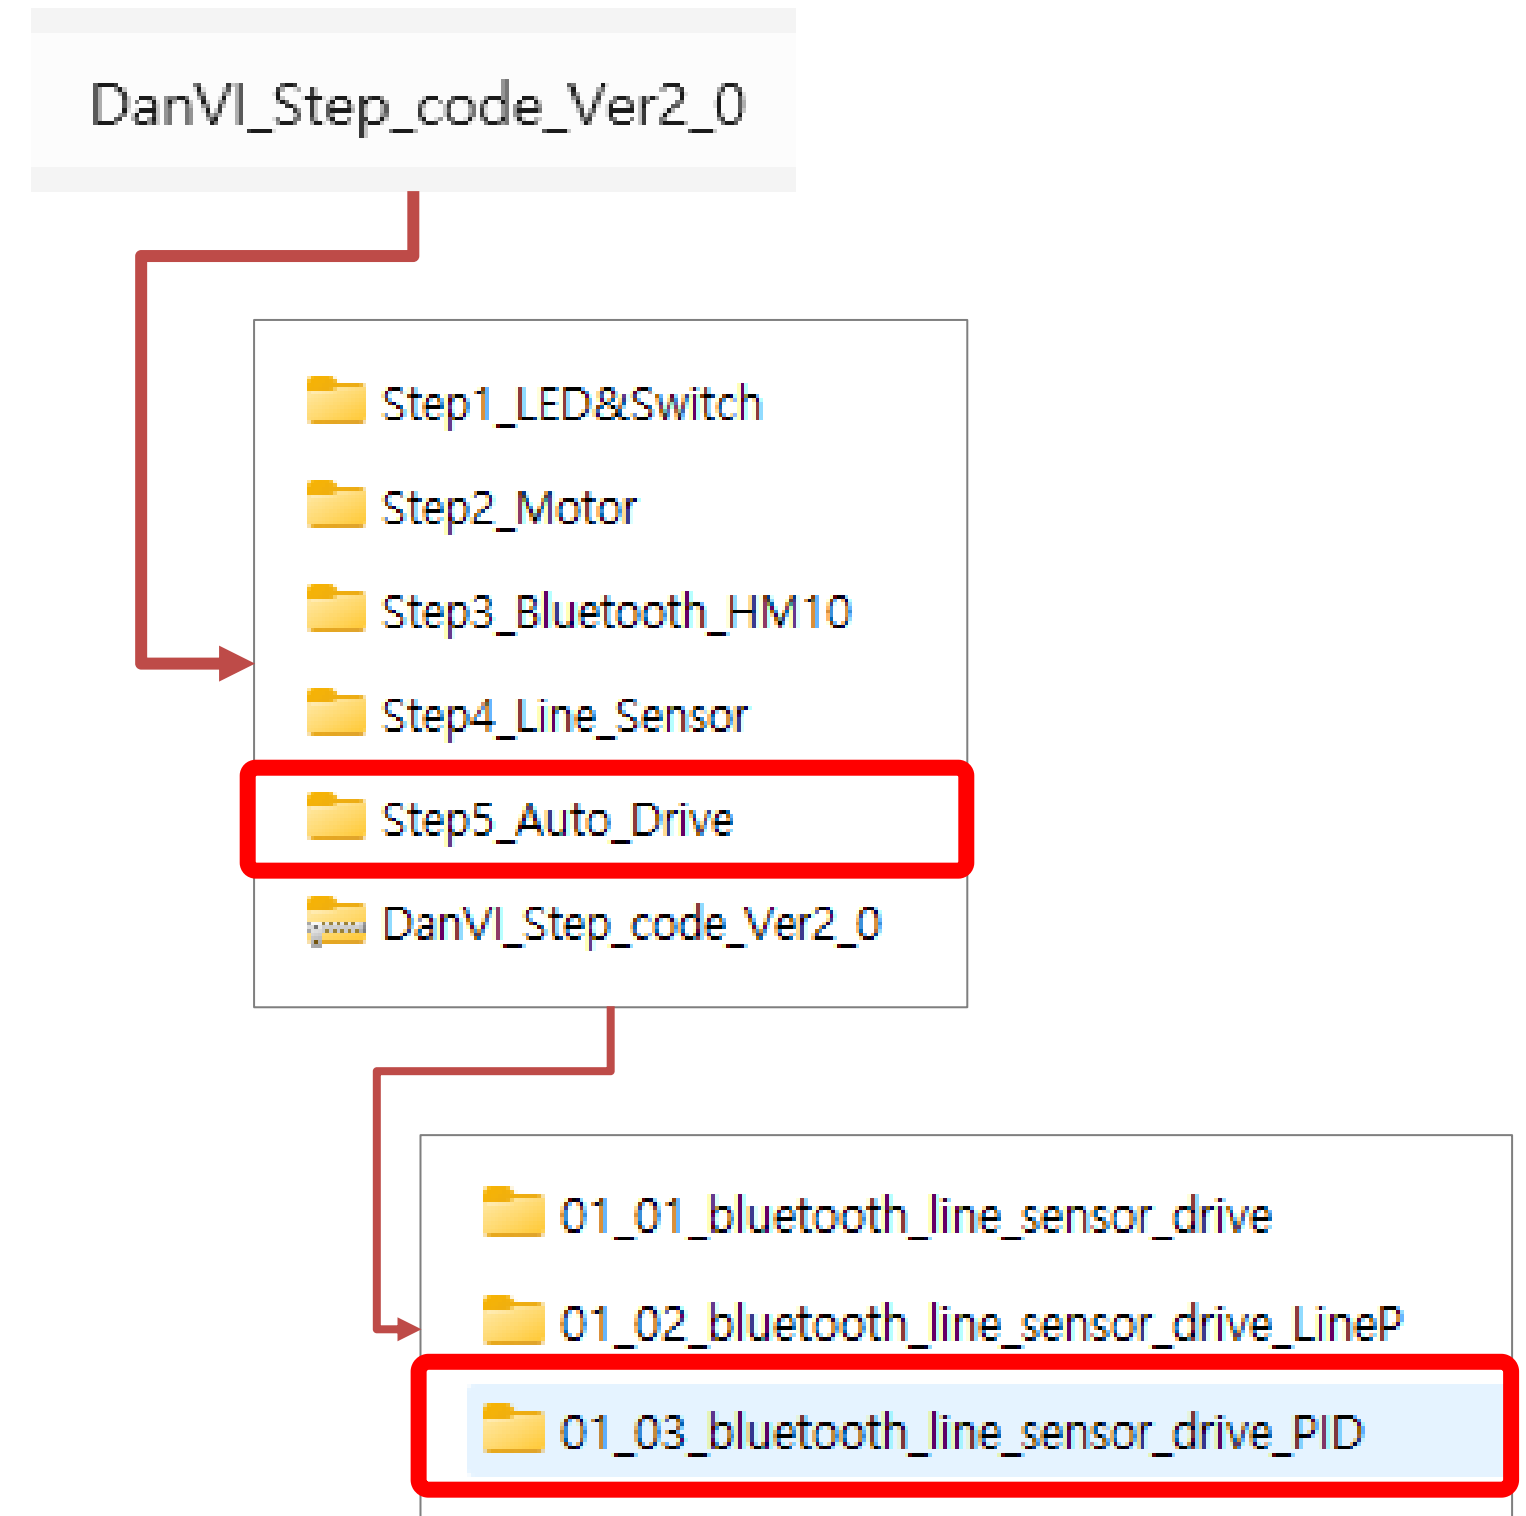 DanVI_Step_code_Ver2_0
Step1_LED&Switch
Step2_Motor
Step3_Bluetooth_HM10
Step4_Line_Sensor
Step5_Auto_Drive
DanVI_Step_code_Ver2_0
01_01_bluetooth_line_sensor_drive
01_02_bluetooth_line_sensor_drive_LineP
01_03_bluetooth_line_sensor_drive_PID